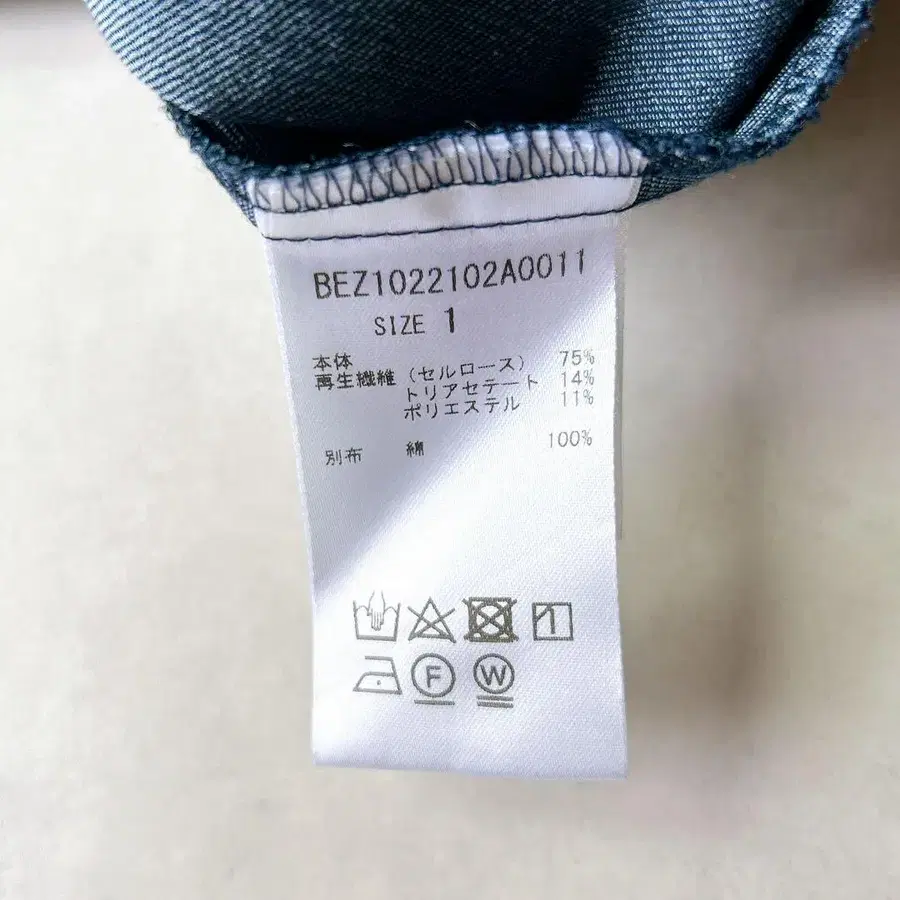 BEZ1022102A0011
SIZE 1
本体
再生繊維 (セルロース) 75%
トリアセテート 14%
ポリエステル 11%
別布 綿 100%
F W